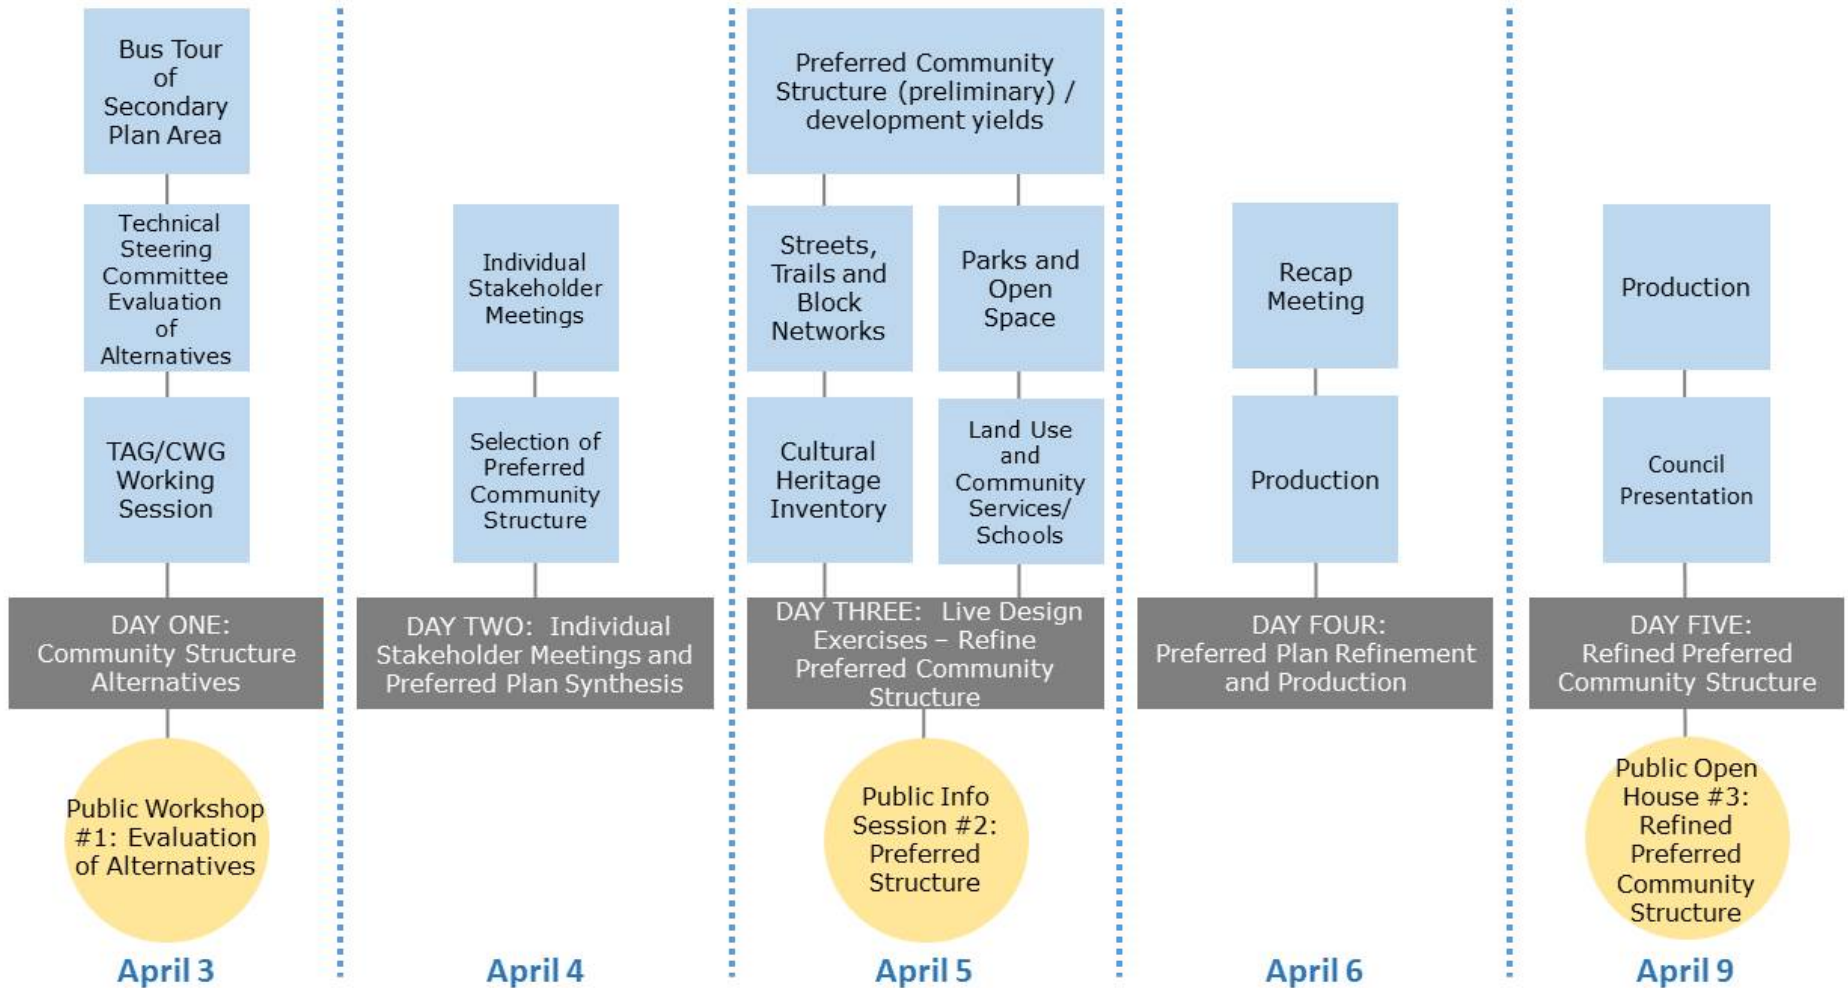 Bus Tour
of
Secondary
Plan Area
Technical
Steering
Committee
Evaluation
of
Alternatives
TAG/CWG
Working
Session
DAY ONE:
Community Structure
Alternatives
Public Workshop
#1: Evaluation
of Alternatives
April 3
Individual
Stakeholder
Meetings
Selection of
Preferred
Community
Structure
DAY TWO: Individual
Stakeholder Meetings and
Preferred Plan Synthesis
April 4
Preferred Community
Structure (preliminary) /
development yields
Streets,
Trails and
Block
Networks
Parks and
Open
Space
Cultural
Heritage
Inventory
Land Use
and
Community
Services/
Schools
DAY THREE: Live Design
Exercises – Refine
Preferred Community
Structure
Public Info
Session #2:
Preferred
Structure
April 5
Recap
Meeting
Production
DAY FOUR:
Preferred Plan Refinement
and Production
April 6
Production
Council
Presentation
DAY FIVE:
Refined Preferred
Community Structure
Public Open
House #3:
Refined
Preferred
Community
Structure
April 9